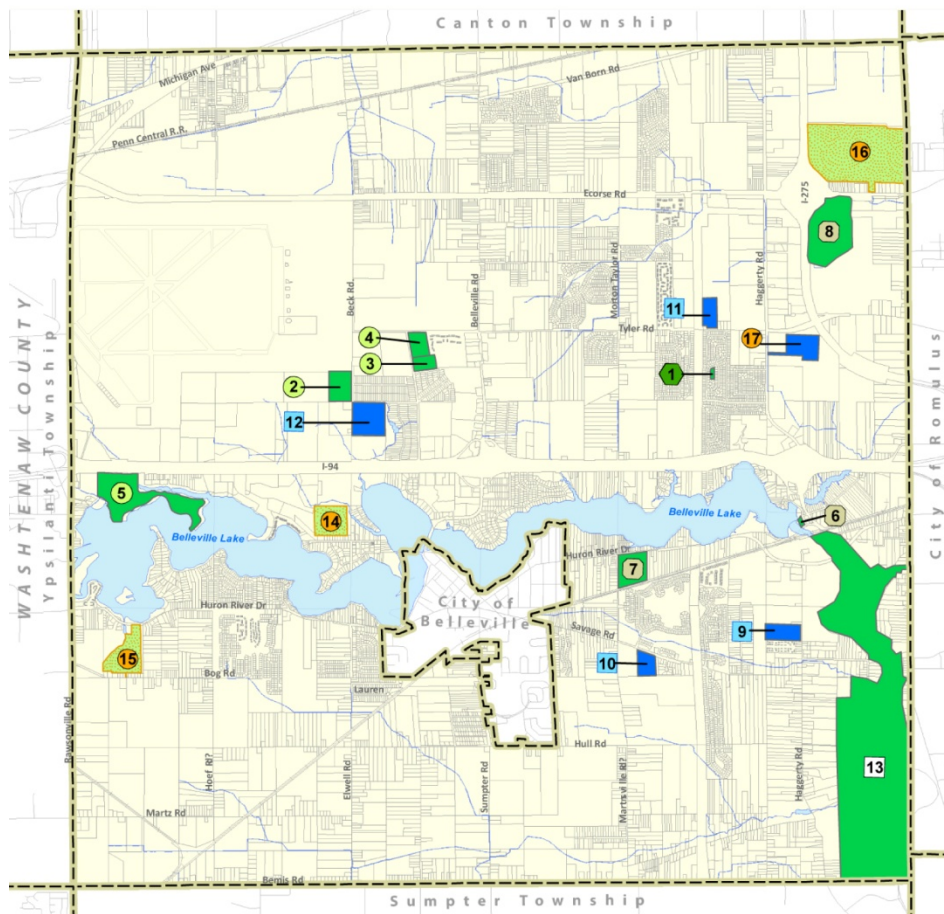 Canton Township
Michigan Ave
Van Born Rd
Penn Central R.R.
16
Ecorse Rd
I-275
8
WASHTENAW COUNTY
Ypsilanti Township
City of Romulus
Beck Rd.
Belleville Rd
Morton Taylor Rd
Haggerty Rd
11
Tyler Rd
17
4
3
1
2
12
I-94
5
14
Belleville Lake
Belleville Lake
6
Huron River Dr
7
Huron River Dr
City of
Belleville
Savage Rd
9
15
10
Bog Rd
Lauren
Rawsonville Rd
Hull Rd
13
Elwell Rd
Sumpter Rd
Haggerty Rd
Martz Rd
Bemis Rd
Sumpter Township